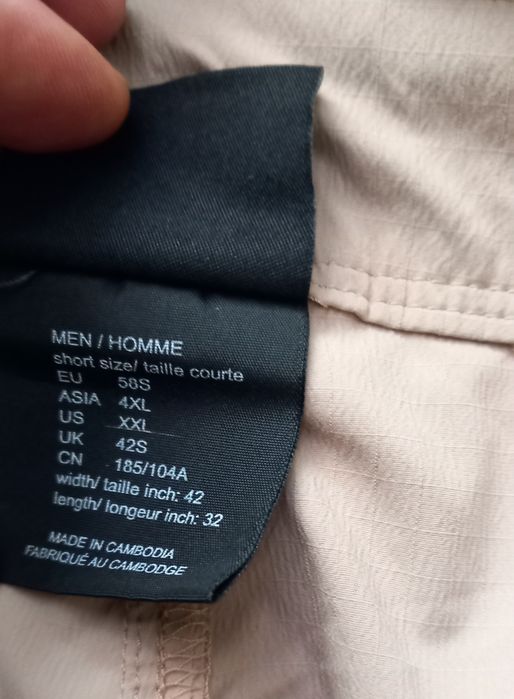 MEN / HOMME
short size/ taille courte
EU 58S
ASIA 4XL
US XXL
UK 42S
CN 185/104A
width/ taille inch: 42
length/ longeur inch: 32
MADE IN CAMBODIA
FABRIQUÉ AU CAMBODGE